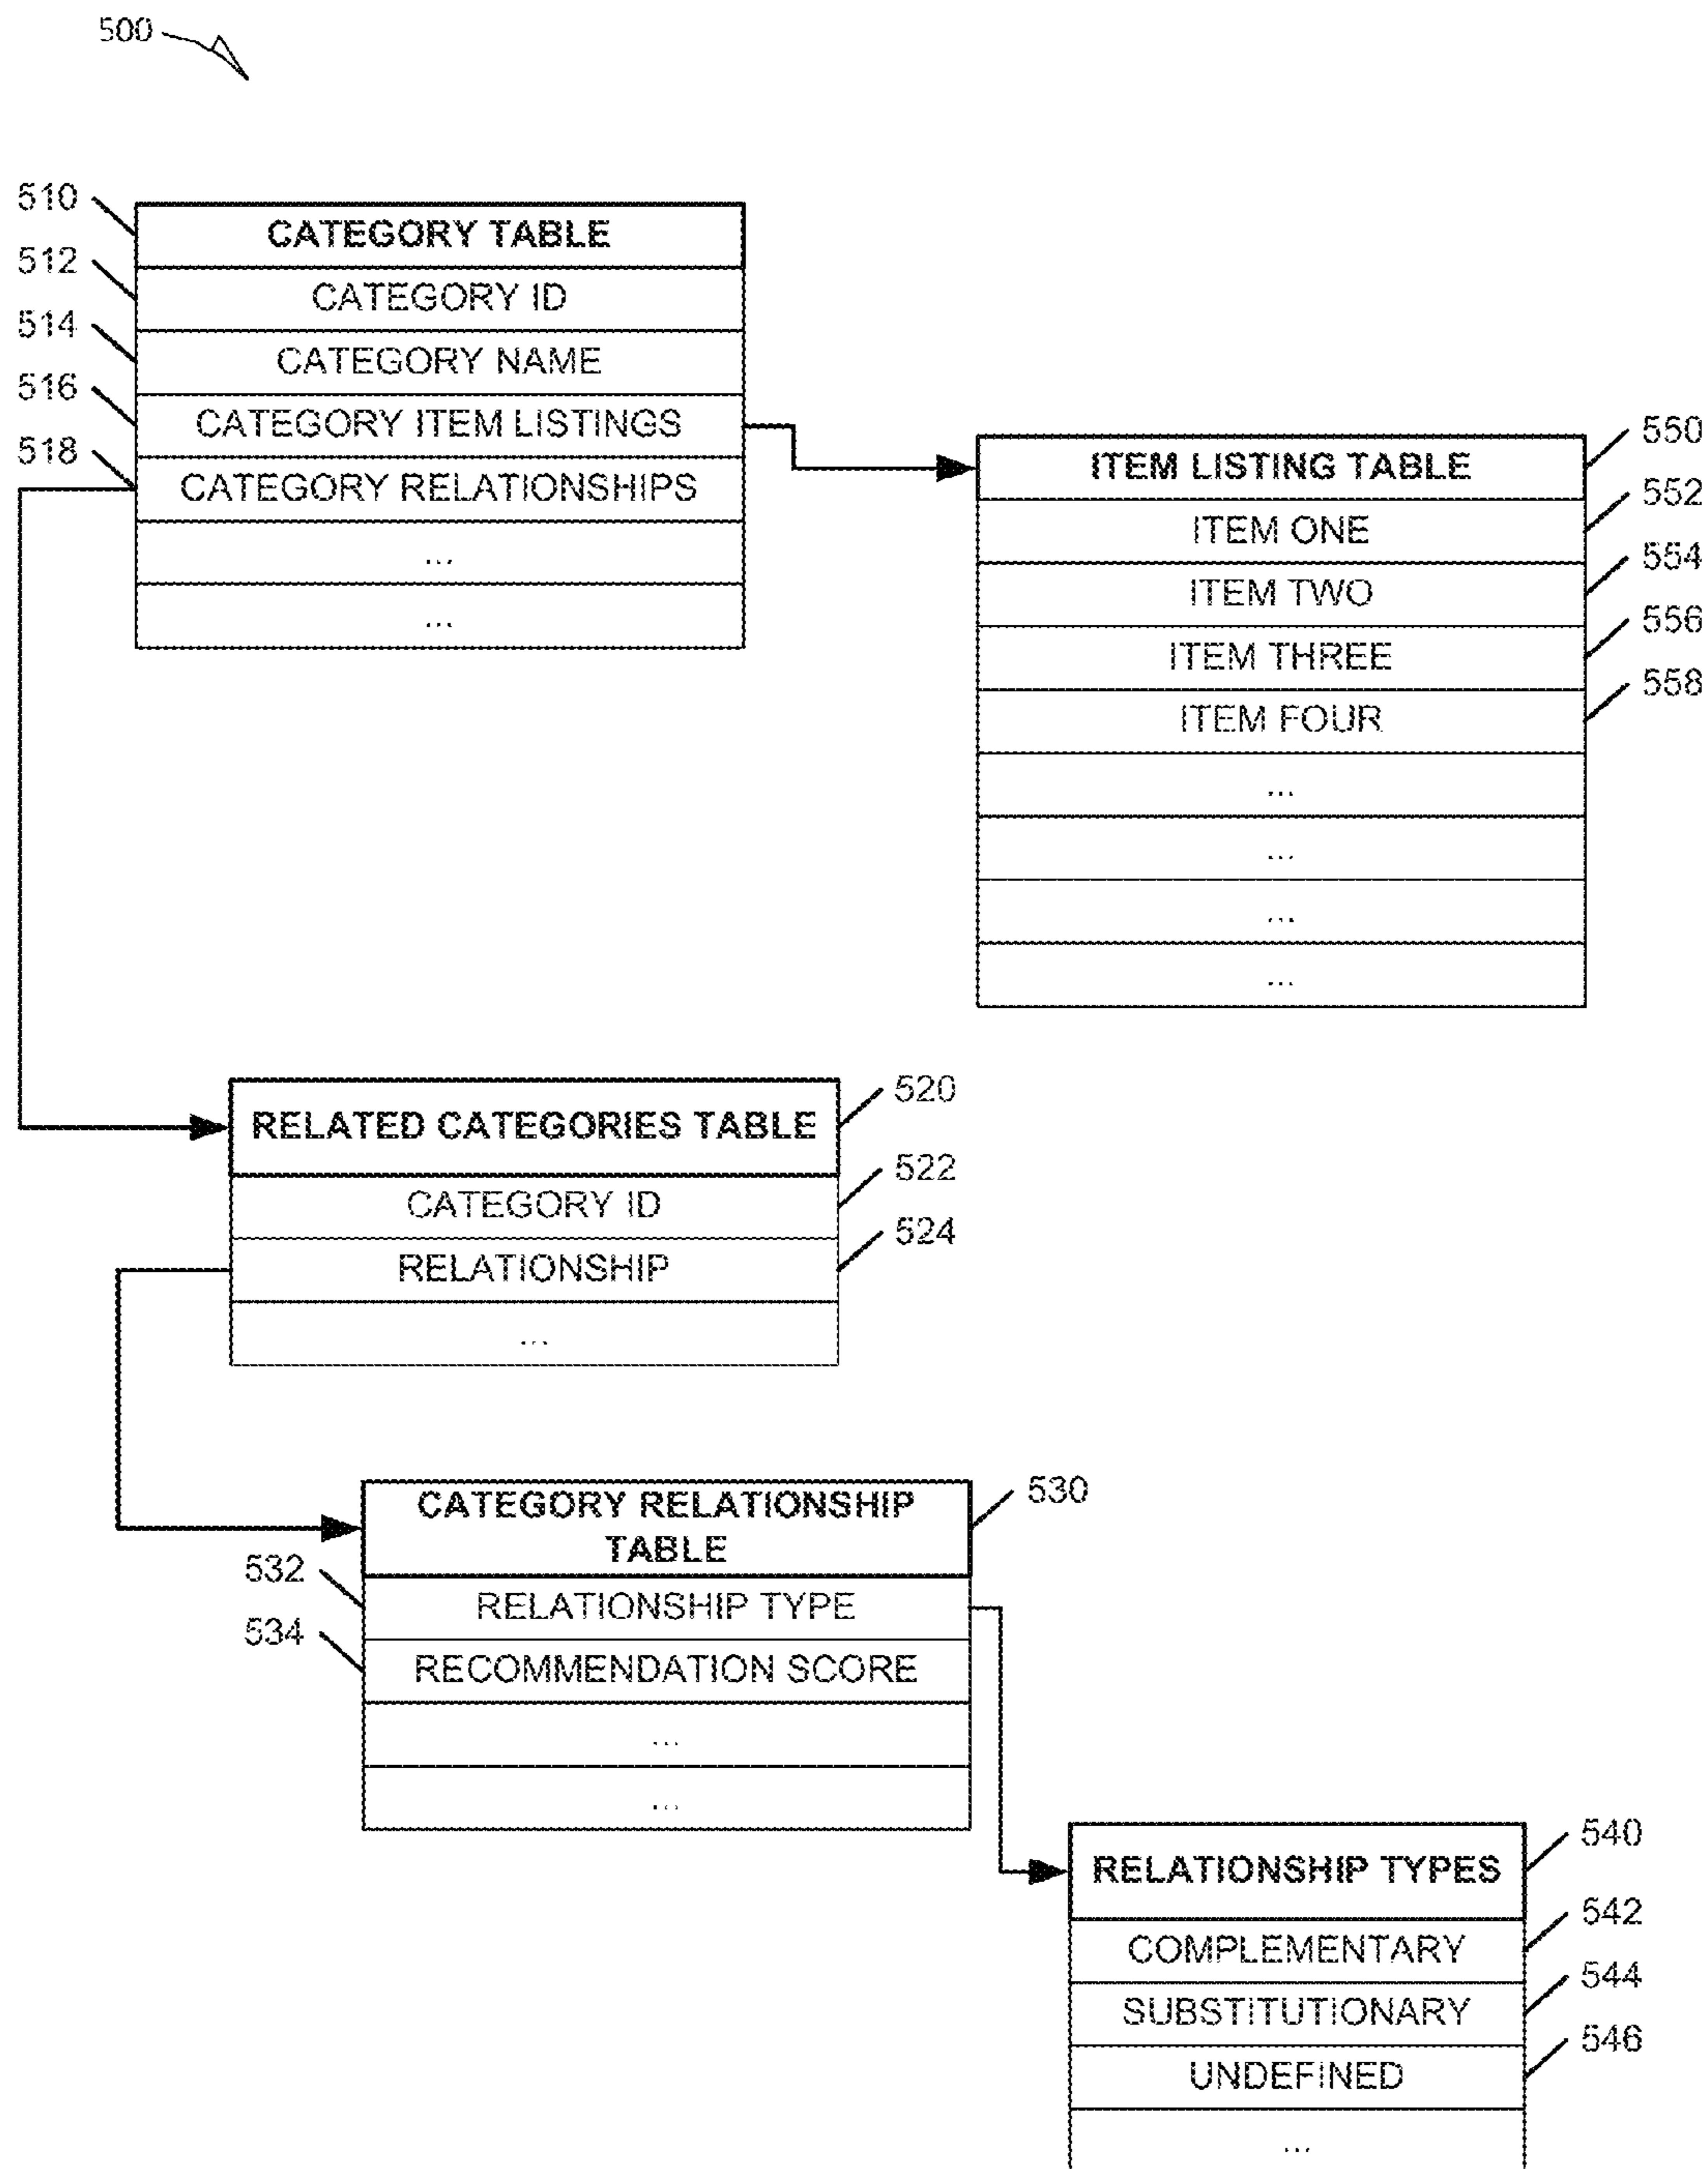 500
510
CATEGORY TABLE
512
CATEGORY ID
514
CATEGORY NAME
516
CATEGORY ITEM LISTINGS
518
CATEGORY RELATIONSHIPS
...
...
550
ITEM LISTING TABLE
552
ITEM ONE
554
ITEM TWO
556
ITEM THREE
558
ITEM FOUR
...
...
...
...
520
RELATED CATEGORIES TABLE
522
CATEGORY ID
524
RELATIONSHIP
...
530
CATEGORY RELATIONSHIP
TABLE
532
RELATIONSHIP TYPE
534
RECOMMENDATION SCORE
...
...
540
RELATIONSHIP TYPES
542
COMPLEMENTARY
544
SUBSTITUTIONARY
546
UNDEFINED
...